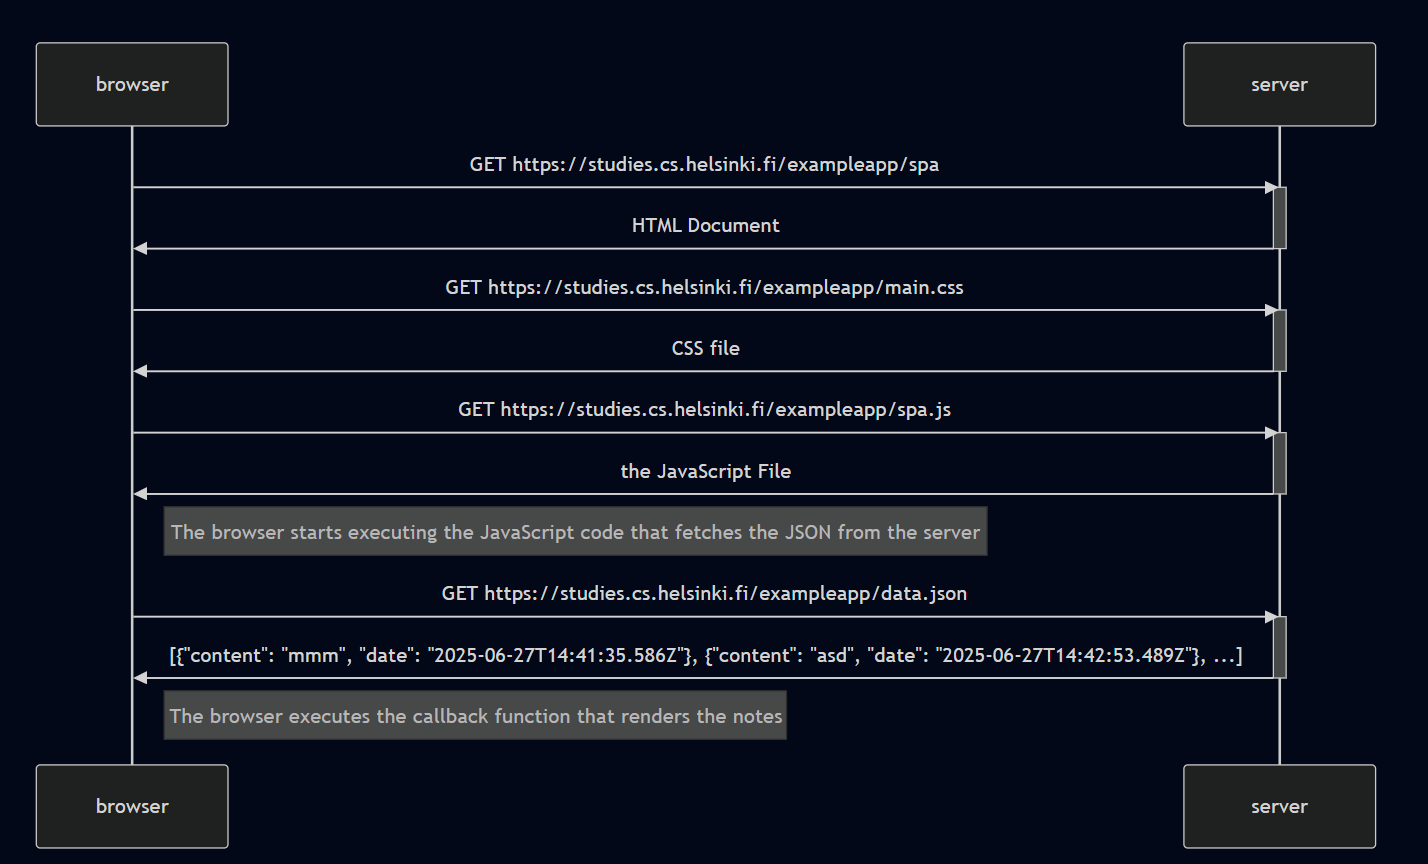 browser
server
GET https://studies.cs.helsinki.fi/exampleapp/spa
HTML Document
GET https://studies.cs.helsinki.fi/exampleapp/main.css
CSS file
GET https://studies.cs.helsinki.fi/exampleapp/spa.js
the JavaScript File
The browser starts executing the JavaScript code that fetches the JSON from the server
GET https://studies.cs.helsinki.fi/exampleapp/data.json
[{"content": "mmm", "date": "2025-06-27T14:41:35.586Z"}, {"content": "asd", "date": "2025-06-27T14:42:53.489Z"}, ...]
The browser executes the callback function that renders the notes
browser
server